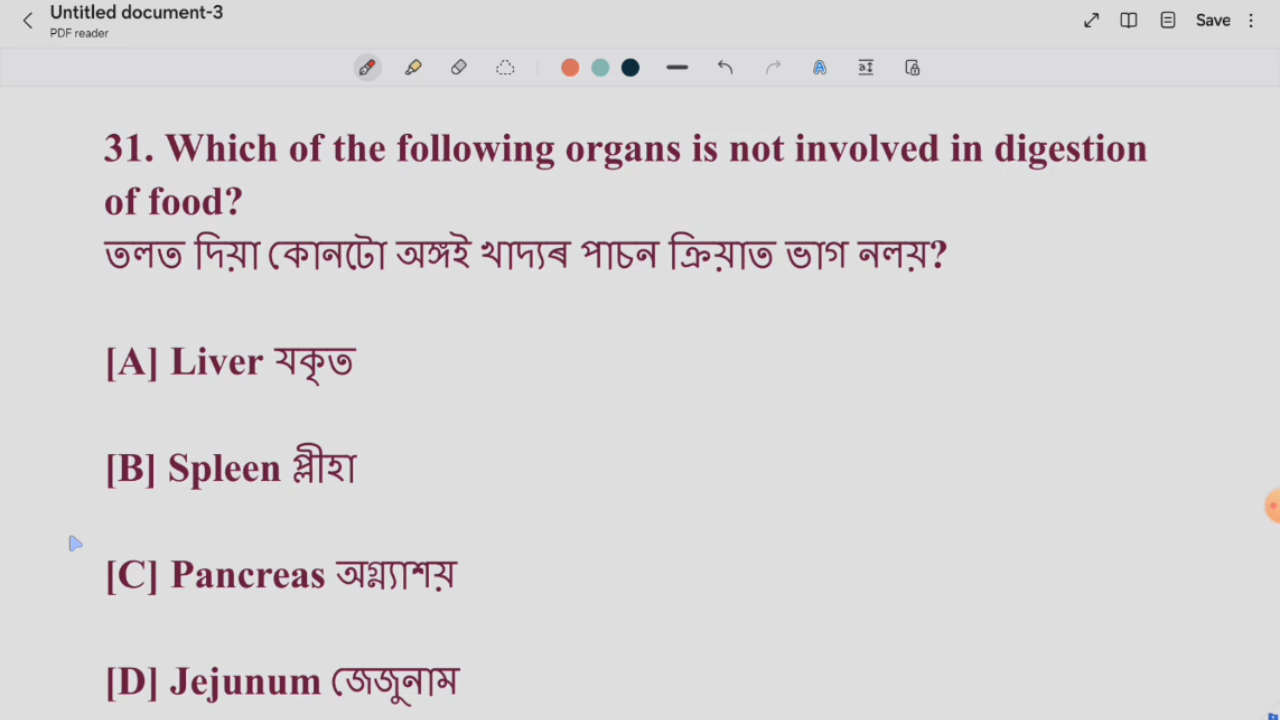 Untitled document-3
PDF reader
Save
31. Which of the following organs is not involved in digestion
of food?
তলত দিয়া কোনটো অঙ্গই খাদ্যৰ পাচন ক্ৰিয়াত ভাগ নলয়?
[A] Liver যকৃত
[B] Spleen প্লীহা
[C] Pancreas অগ্ন্যাশয়
[D] Jejunum জেজুনাম